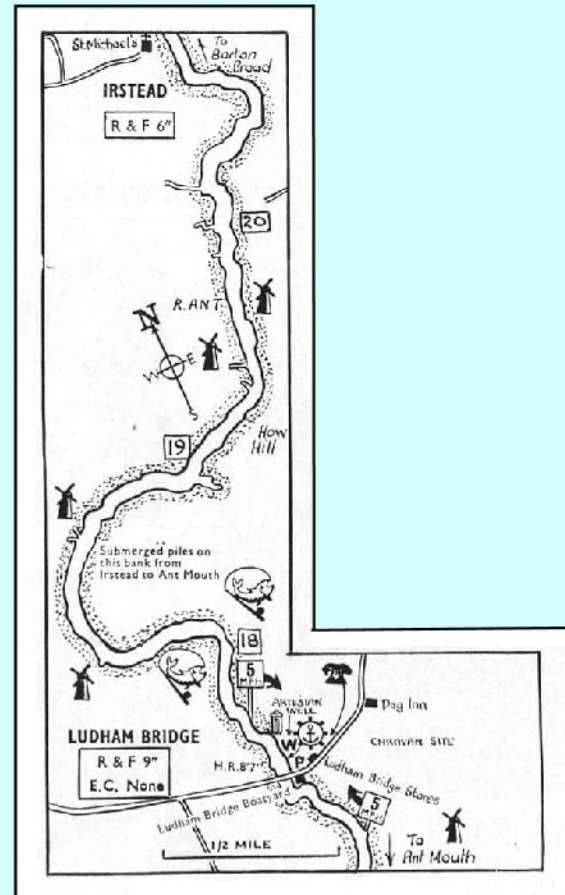 St. Michael's
To
Barton
Broad
IRSTEAD
R & F 6"
20
R. ANT
N
W
E
S
How
Hill
19
Submerged piles on
this bank from
Irstead to Ant Mouth
18
5
MPH
ARTESIAN
WELL
Dog Inn
W
CARAVAN SITE
P
LUDHAM BRIDGE
R & F 9"
E.C. None
H.R. 8'7"
Ludham Bridge Stores
Ludham Bridge Boatyard
5
MPH
1/2 MILE
To
Ant Mouth